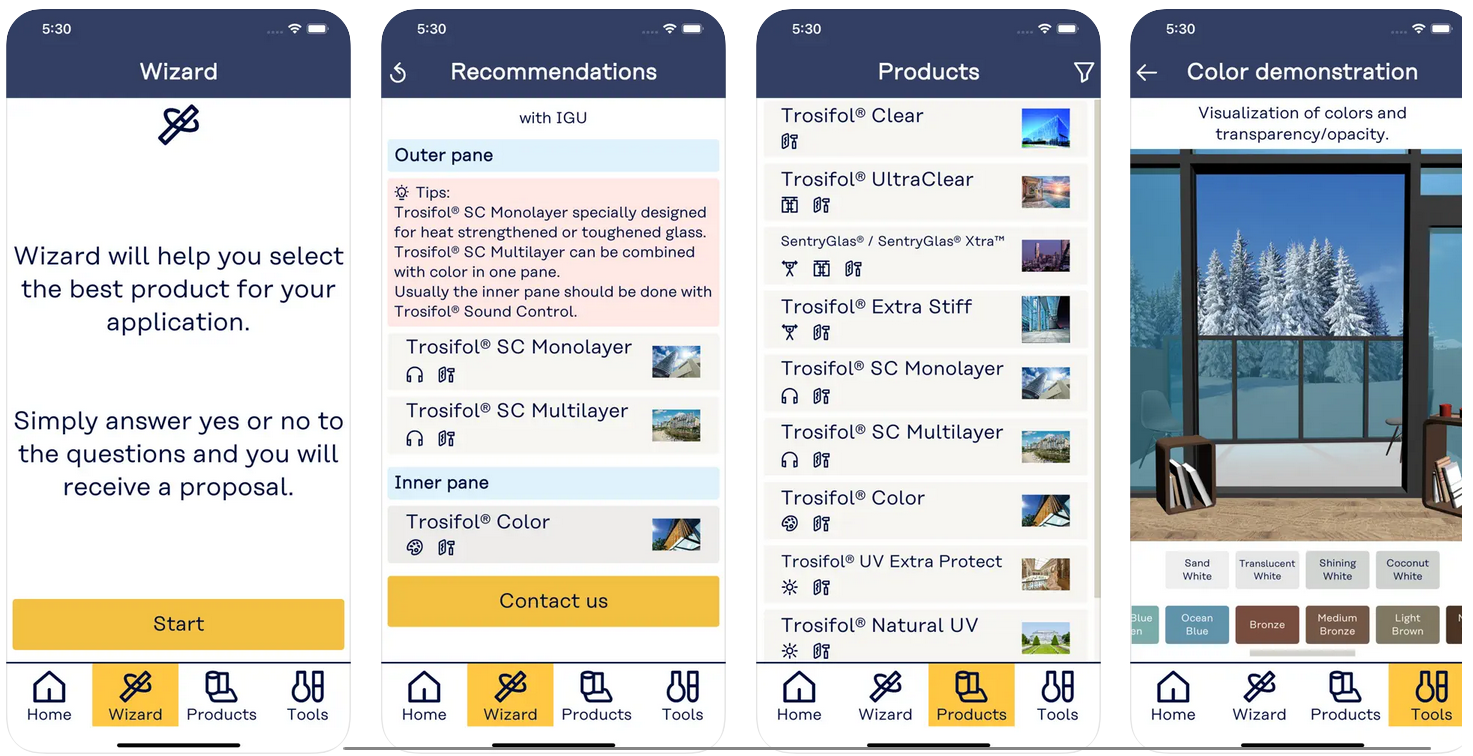 5:30
Wizard
Wizard will help you select
the best product for your
application.
Simply answer yes or no to
the questions and you will
receive a proposal.
Start
Home
Wizard
Products
Tools
5:30
Recommendations
with IGU
Outer pane
Tips:
Trosifol® SC Monolayer specially designed
for heat strengthened or toughened glass.
Trosifol® SC Multilayer can be combined
with color in one pane.
Usually the inner pane should be done with
Trosifol® Sound Control.
Trosifol® SC Monolayer
Trosifol® SC Multilayer
Inner pane
Trosifol® Color
Contact us
Home
Wizard
Products
Tools
5:30
Products
Trosifol® Clear
Trosifol® UltraClear
SentryGlas® / SentryGlas® Xtra™
Trosifol® Extra Stiff
Trosifol® SC Monolayer
Trosifol® SC Multilayer
Trosifol® Color
Trosifol® UV Extra Protect
Trosifol® Natural UV
Home
Wizard
Products
Tools
5:30
Color demonstration
Visualization of colors and
transparency/opacity.
Sand
White
Translucent
White
Shining
White
Coconut
White
Blue
en
Ocean
Blue
Bronze
Medium
Bronze
Light
Brown
Home
Wizard
Products
Tools